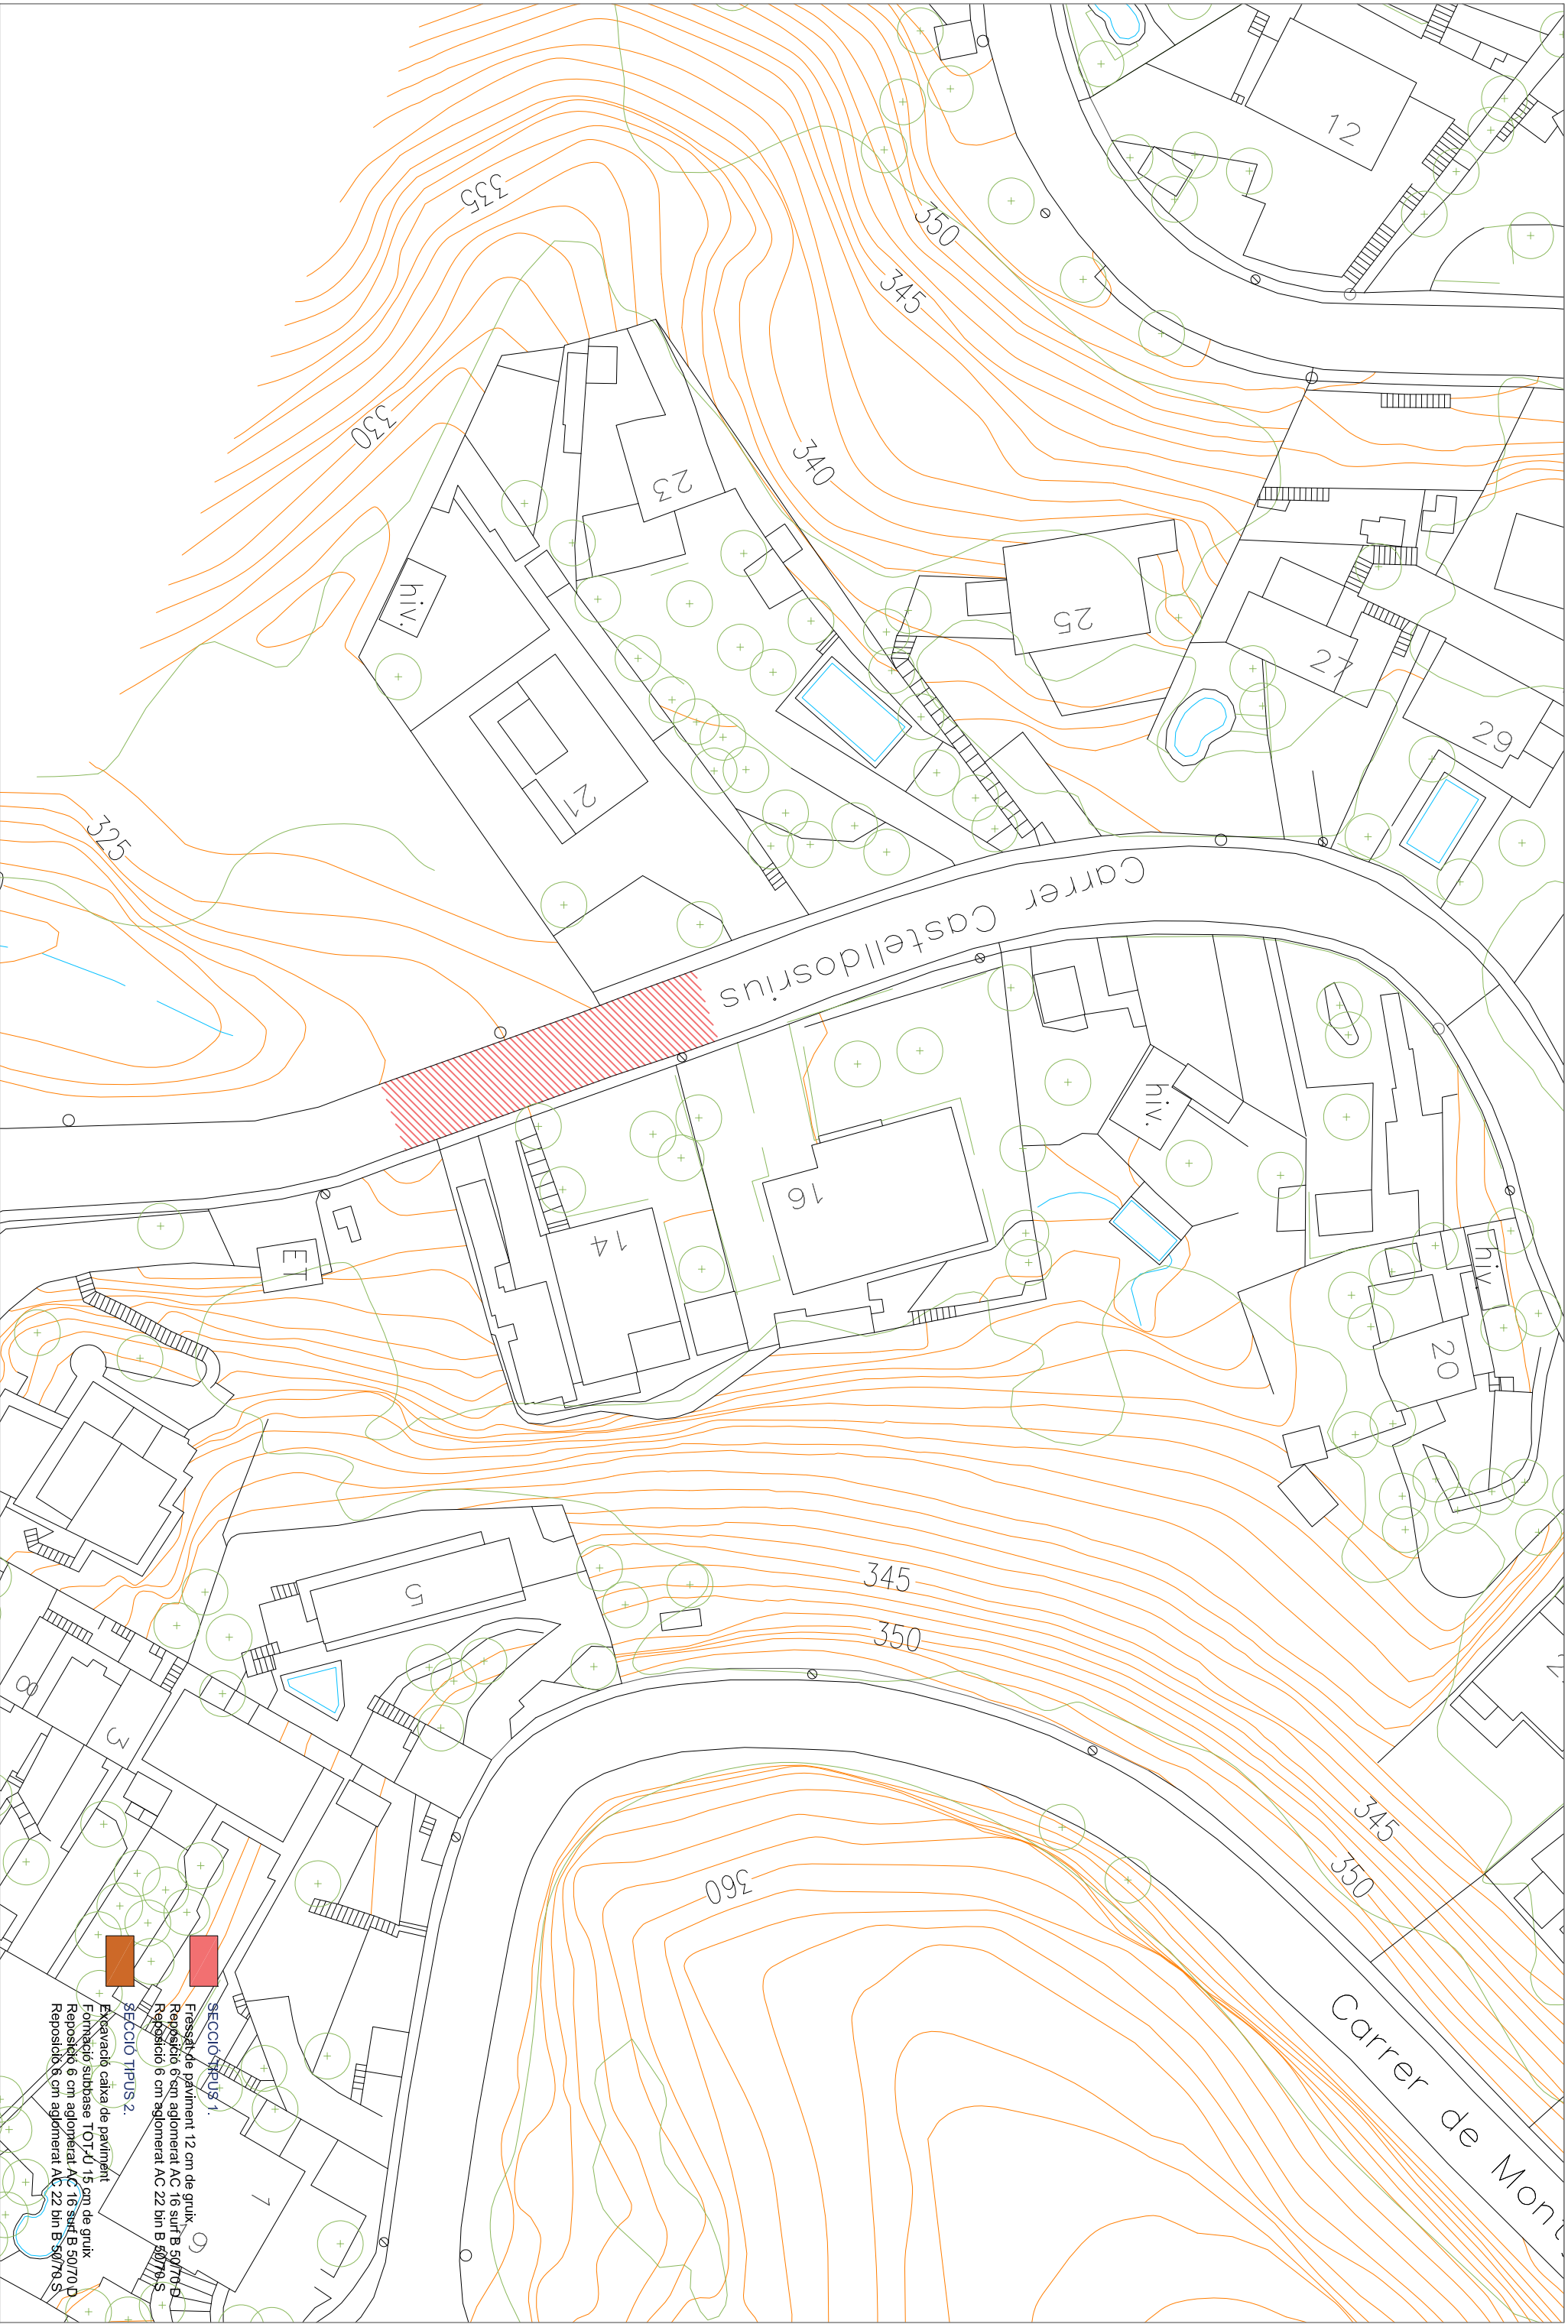 12
335
350
345
330
340
23
hiv.
25
27
29
21
325
Carrer Castelldosrius
hiv.
16
14
ET
hiv.
20
345
5
350
8
3
345
350
360
Carrer de Mont
SECCIÓ TIPUS 1.
Fressat de paviment 12 cm de gruix
Reposició 6 cm aglomerat AC 16 surf B 50/70 D
Reposició 6 cm aglomerat AC 22 bin B 50/70 S
SECCIÓ TIPUS 2.
Excavació caixa de paviment
Formació subbase TOT-U 15 cm de gruix
Reposició 6 cm aglomerat AC 16 surf B 50/70 D
Reposició 6 cm aglomerat AC 22 bin B 50/70 S